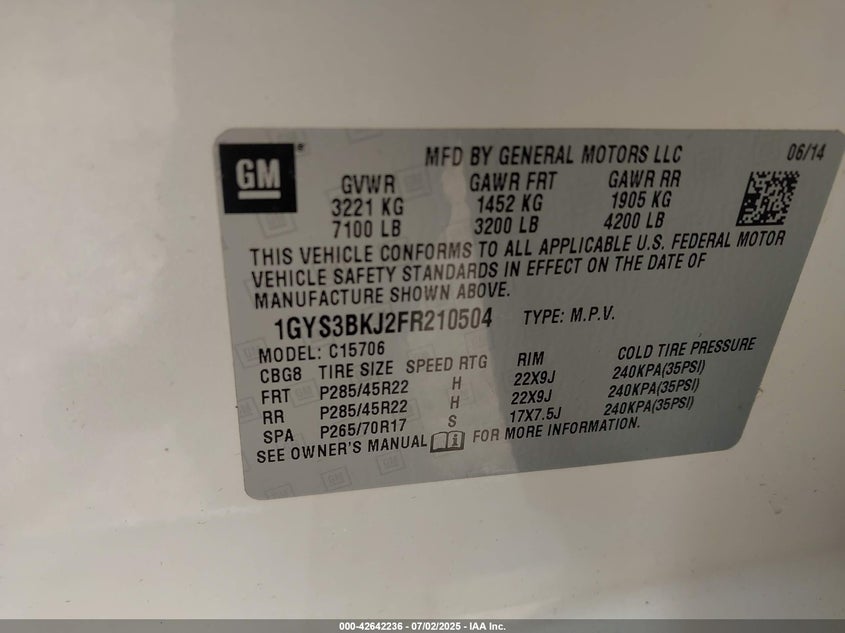 GM ® MFD BY GENERAL MOTORS LLC 06/14
GVWR GAWR FRT GAWR RR
3221 KG 1452 KG 1905 KG
7100 LB 3200 LB 4200 LB
THIS VEHICLE CONFORMS TO ALL APPLICABLE U.S. FEDERAL MOTOR
VEHICLE SAFETY STANDARDS IN EFFECT ON THE DATE OF
MANUFACTURE SHOWN ABOVE.
1GYS3BKJ2FR210504 TYPE: M.P.V.
MODEL: C15706
CBG8 TIRE SIZE SPEED RTG RIM COLD TIRE PRESSURE
FRT P285/45R22 H 22X9J 240KPA(35PSI)
RR P285/45R22 H 22X9J 240KPA(35PSI)
SPA P265/70R17 S 17X7.5J 240KPA(35PSI)
SEE OWNER'S MANUAL FOR MORE INFORMATION.
000-42642236 - 07/02/2025 - IAA Inc.